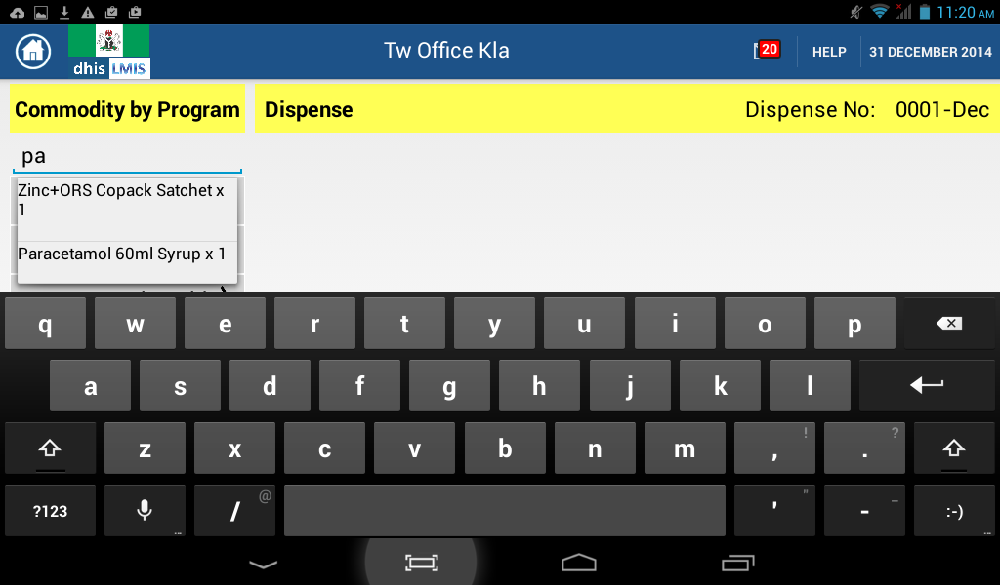 11:20 AM
dhis LMIS
Tw Office Kla
20
HELP
31 DECEMBER 2014
Commodity by Program
Dispense
Dispense No: 0001-Dec
pa
Zinc+ORS Copack Satchet x
1
Paracetamol 60ml Syrup x 1
q w e r t y u i o p
a s d f g h j k l
z x c v b n m , ! . ?
?123 / @ ' " - _ :-)